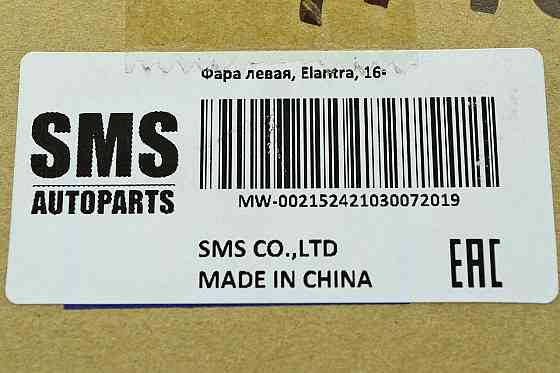 Фара левая, Elantra, 16-
SMS
AUTOPARTS
MW-002152421030072019
SMS CO.,LTD
MADE IN CHINA
EAC